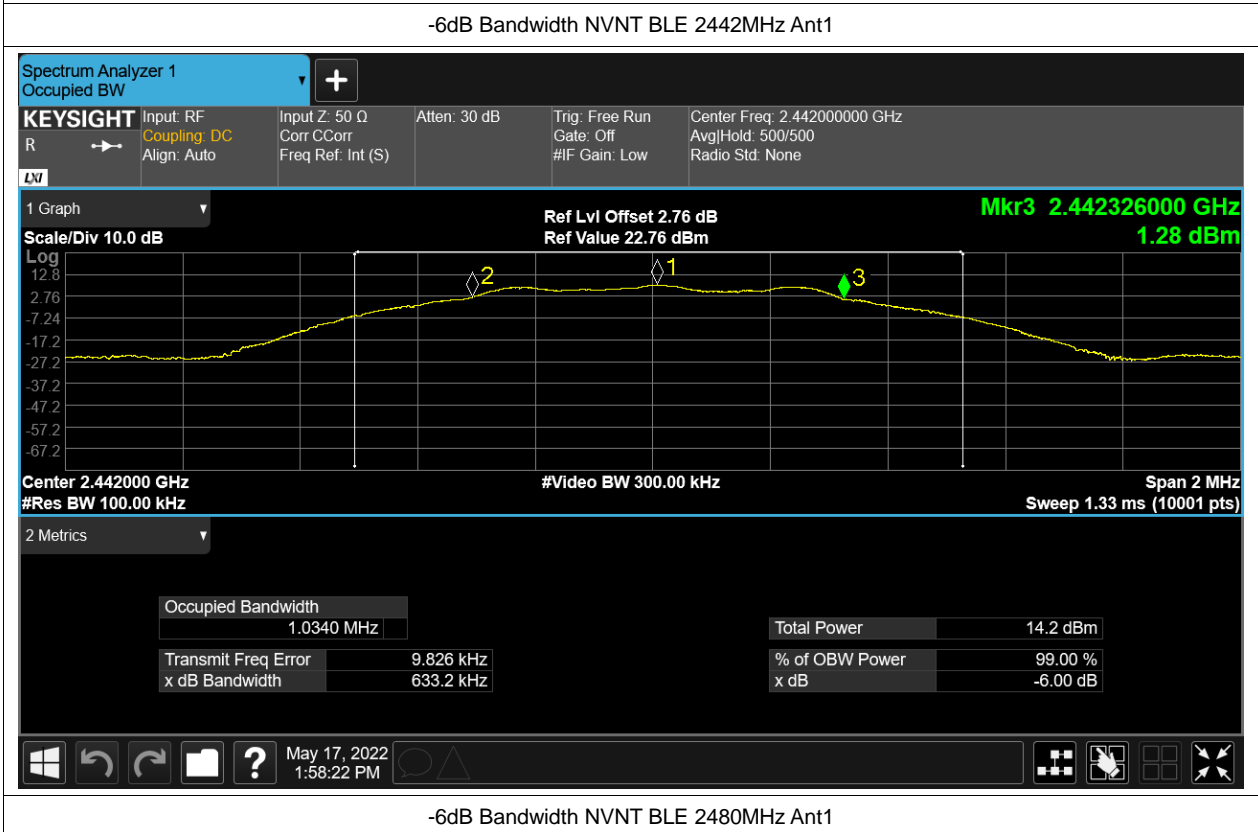 -6dB Bandwidth NVNT BLE 2442MHz Ant1
Spectrum Analyzer 1
Occupied BW
KEYSIGHT
R
LXI
Input: RF
Coupling: DC
Align: Auto
Input Z: 50 Ω
Corr CCorr
Freq Ref: Int (S)
Atten: 30 dB
Trig: Free Run
Gate: Off
#IF Gain: Low
Center Freq: 2.442000000 GHz
Avg|Hold: 500/500
Radio Std: None
1 Graph
Scale/Div 10.0 dB
Ref Lvl Offset 2.76 dB
Ref Value 22.76 dBm
Mkr3 2.442326000 GHz
1.28 dBm
Log
12.8
2.76
-7.24
-17.2
-27.2
-37.2
-47.2
-57.2
-67.2
2
1
3
Center 2.442000 GHz
#Res BW 100.00 kHz
#Video BW 300.00 kHz
Span 2 MHz
Sweep 1.33 ms (10001 pts)
2 Metrics
Occupied Bandwidth
1.0340 MHz
Transmit Freq Error 9.826 kHz
x dB Bandwidth 633.2 kHz
Total Power 14.2 dBm
% of OBW Power 99.00 %
x dB -6.00 dB
?
May 17, 2022
1:58:22 PM
-6dB Bandwidth NVNT BLE 2480MHz Ant1